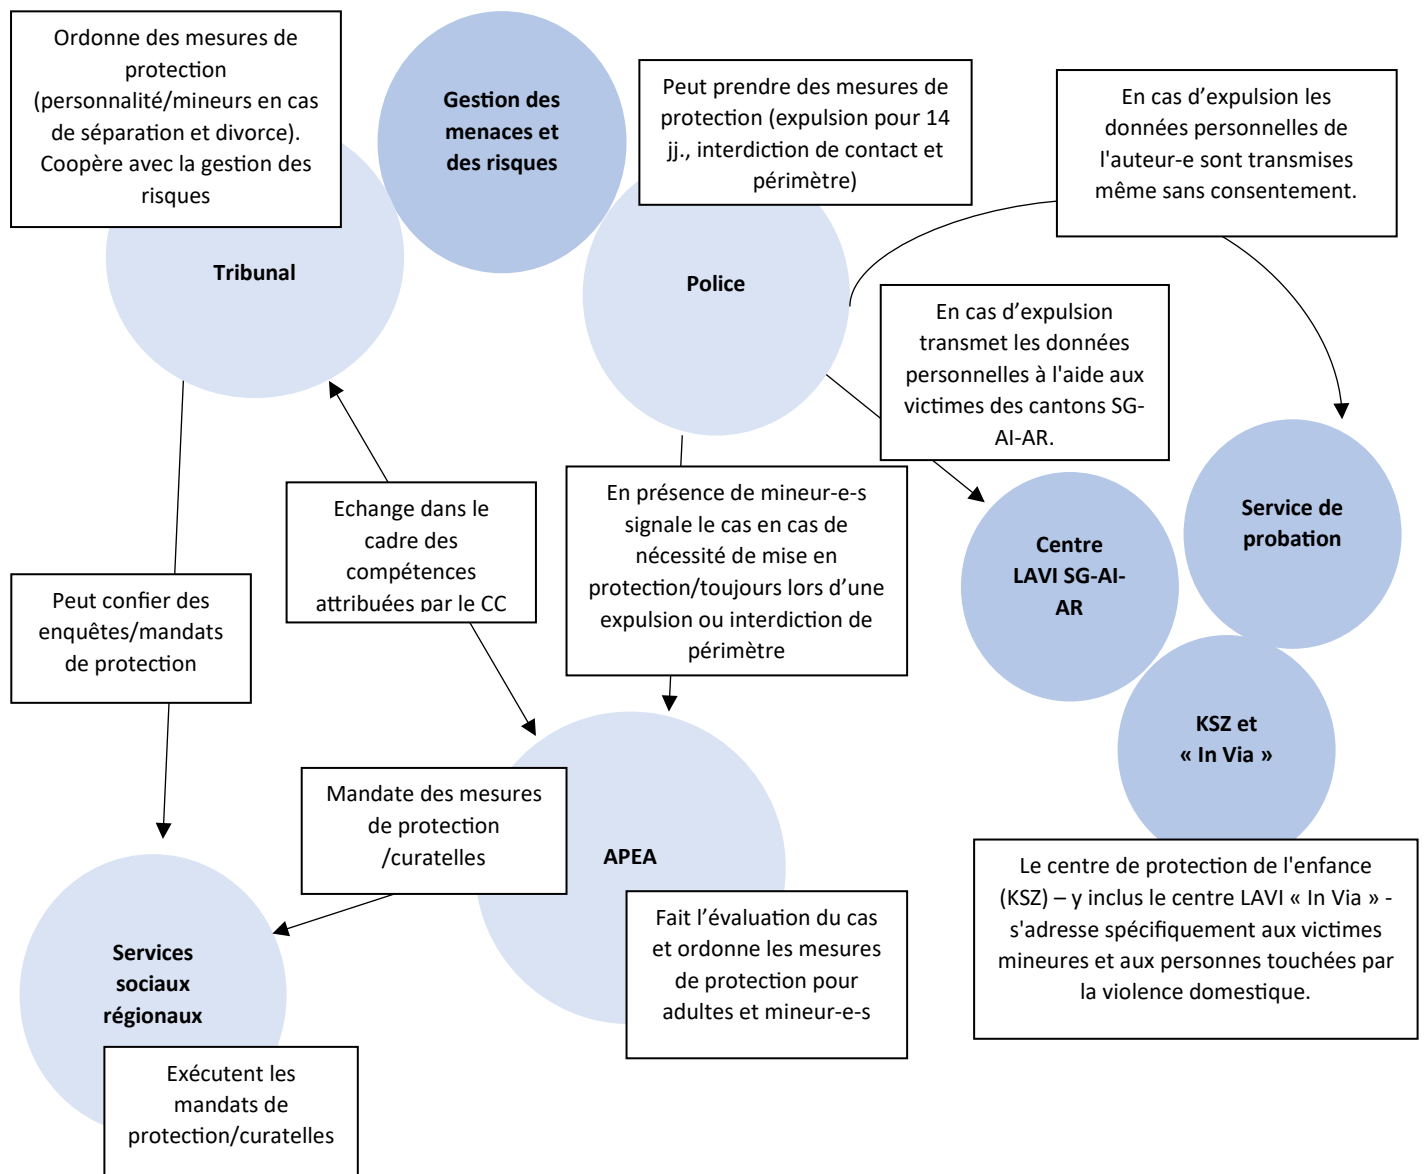 Ordonne des mesures de
protection
(personnalité/mineurs en cas
de séparation et divorce).
Coopère avec la gestion des
risques
Gestion des
menaces et
des risques
Peut prendre des mesures de
protection (expulsion pour 14
jj., interdiction de contact et
périmètre)
En cas d’expulsion les
données personnelles de
l'auteur-e sont transmises
même sans consentement.
Tribunal
Police
En cas d’expulsion
transmet les données
personnelles à l'aide aux
victimes des cantons SG-
AI-AR.
Echange dans le
cadre des
compétences
attribuées par le CC
En présence de mineur-e-s
signale le cas en cas de
nécessité de mise en
protection/toujours lors d’une
expulsion ou interdiction de
périmètre
Centre
LAVI SG-AI-
AR
Service de
probation
Peut confier des
enquêtes/mandats
de protection
KSZ et
« In Via »
Mandate des mesures
de protection
/curatelles
APEA
Le centre de protection de l'enfance
(KSZ) – y inclus le centre LAVI « In Via » -
s'adresse spécifiquement aux victimes
mineures et aux personnes touchées par
la violence domestique.
Fait l’évaluation du cas
et ordonne les mesures
de protection pour
adultes et mineur-e-s
Services
sociaux
régionaux
Exécutent les
mandats de
protection/curatelles